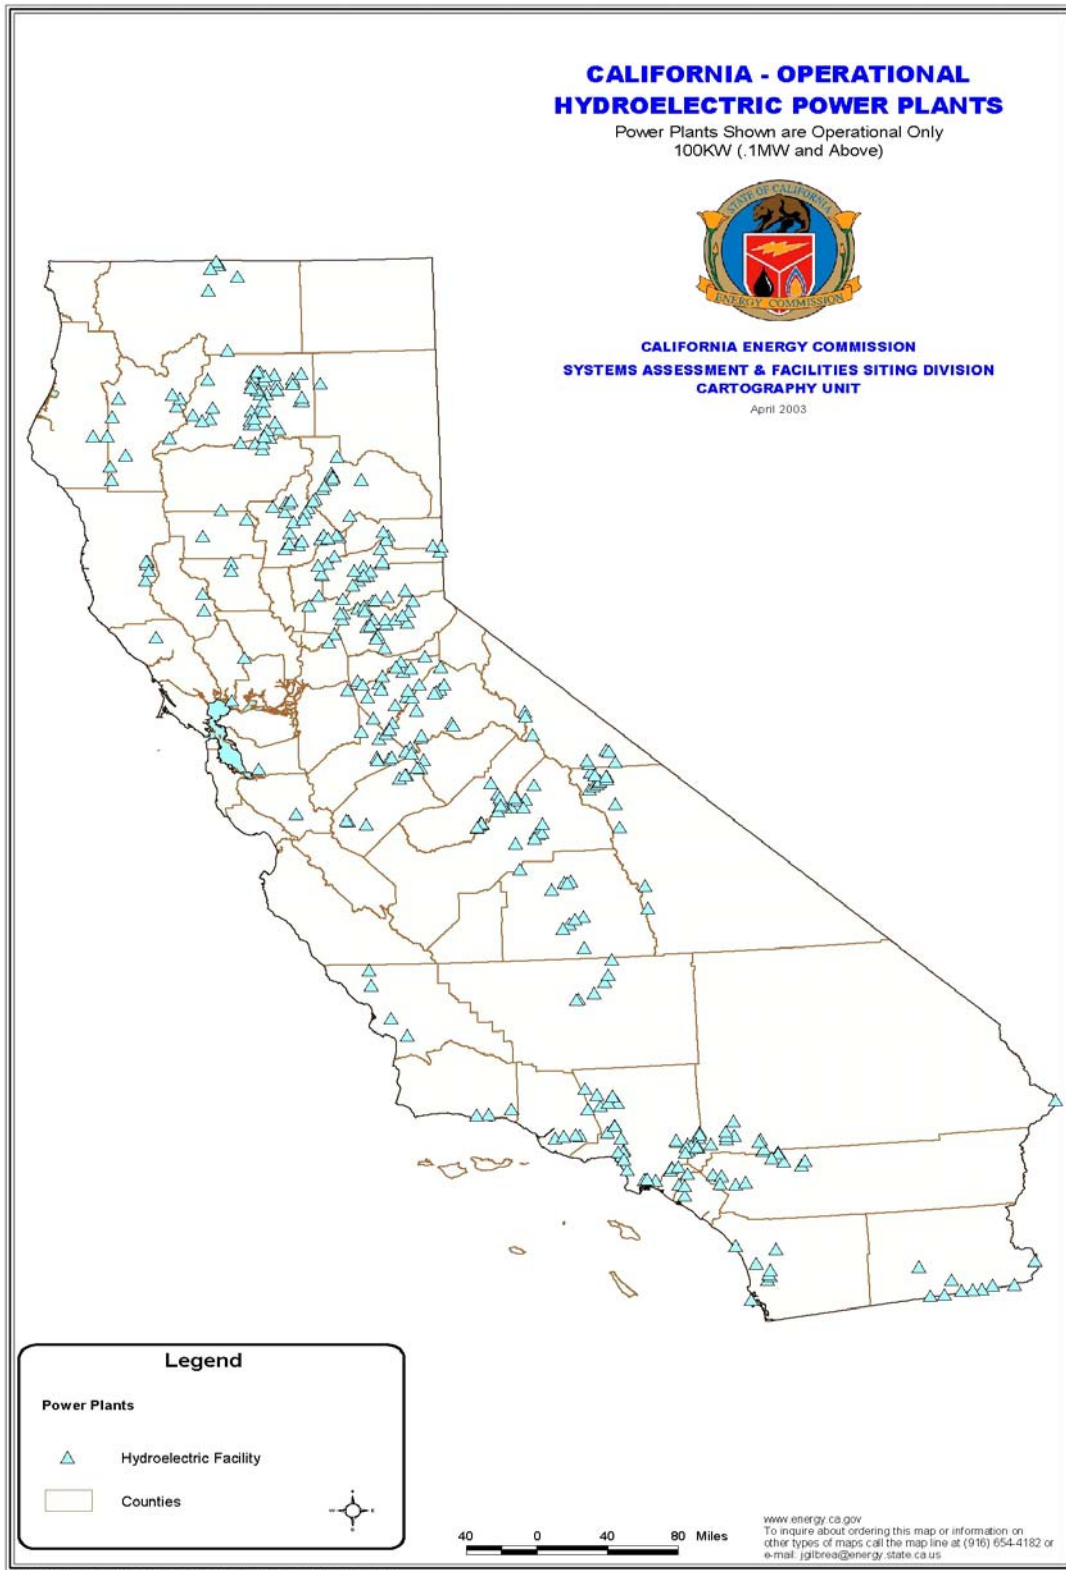 CALIFORNIA - OPERATIONAL
HYDROELECTRIC POWER PLANTS
Power Plants Shown are Operational Only
100KW (.1MW and Above)
STATE OF CALIFORNIA
ENERGY COMMISSION
CALIFORNIA ENERGY COMMISSION
SYSTEMS ASSESSMENT & FACILITIES SITING DIVISION
CARTOGRAPHY UNIT
April 2003
Legend
Power Plants
Hydroelectric Facility
Counties
W E
S
40 0 40 80 Miles
www.energy.ca.gov
To inquire about ordering this map or information on
other types of maps call the map line at (916) 654-4182 or
e-mail: jgilbrea@energy.state.ca.us